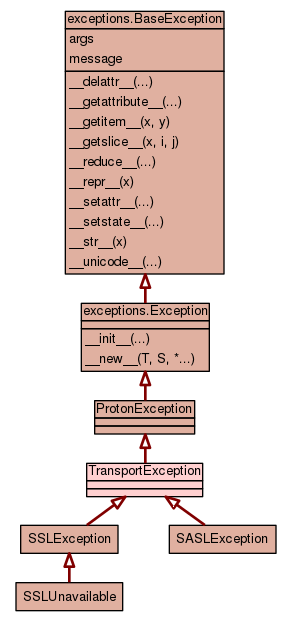 exceptions.BaseException
args
message
__delattr__(...)
__getattribute__(...)
__getitem__(x, y)
__getslice__(x, i, j)
__reduce__(...)
__repr__(x)
__setattr__(...)
__setstate__(...)
__str__(x)
__unicode__(...)
exceptions.Exception
__init__(...)
__new__(T, S, *...)
ProtonException
TransportException
SSLException
SASLException
SSLUnavailable